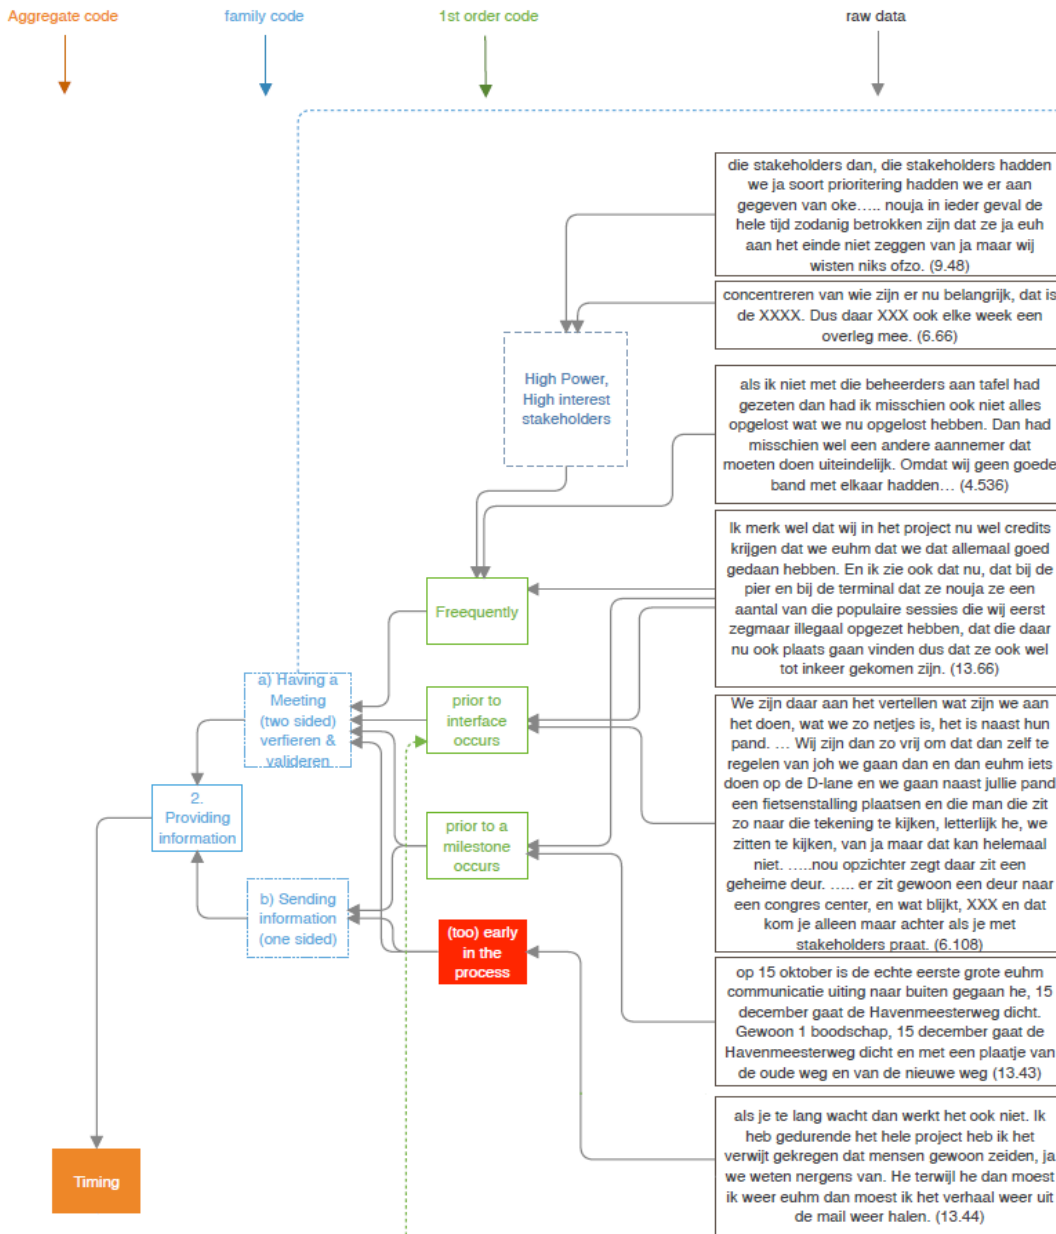 Aggregate code
family code
1st order code
raw data
die stakeholders dan, die stakeholders hadden
we ja soort prioritering hadden we er aan
gegeven van oke….. nouja in ieder geval de
hele tijd zodanig betrokken zijn dat ze ja euh
aan het einde niet zeggen van ja maar wij
wisten niks ofzo. (9.48)
concentreren van wie zijn er nu belangrijk, dat is
de XXXX. Dus daar XXX ook elke week een
overleg mee. (6.66)
High Power,
High interest
stakeholders
als ik niet met die beheerders aan tafel had
gezeten dan had ik misschien ook niet alles
opgelost wat we nu opgelost hebben. Dan had
misschien wel een andere aannemer dat
moeten doen uiteindelijk. Omdat wij geen goede
band met elkaar hadden… (4.536)
Ik merk wel dat wij in het project nu wel credits
krijgen dat we euhm dat we dat allemaal goed
gedaan hebben. En ik zie ook dat nu, dat bij de
pier en bij de terminal dat ze nouja ze een
aantal van die populaire sessies die wij eerst
zegmaar illegaal opgezet hebben, dat die daar
nu ook plaats gaan vinden dus dat ze ook wel
tot inkeer gekomen zijn. (13.66)
Freequently
a) Having a
Meeting
(two sided)
verfieren &
valideren
prior to
interface
occurs
We zijn daar aan het vertellen wat zijn we aan
het doen, wat we zo netjes is, het is naast hun
pand. … Wij zijn dan zo vrij om dat dan zelf te
regelen van joh we gaan dan en dan euhm iets
doen op de D-lane en we gaan naast jullie pand
een fietsenstalling plaatsen en die man die zit
zo naar die tekening te kijken, letterlijk he, we
zitten te kijken, van ja maar dat kan helemaal
niet. …..nou opzichter zegt daar zit een
geheime deur. ….. er zit gewoon een deur naar
een congres center, en wat blijkt, XXX en dat
kom je alleen maar achter als je met
stakeholders praat. (6.108)
2.
Providing
information
prior to a
milestone
occurs
b) Sending
information
(one sided)
(too) early
in the
process
op 15 oktober is de echte eerste grote euhm
communicatie uiting naar buiten gegaan he, 15
december gaat de Havenmeesterweg dicht.
Gewoon 1 boodschap, 15 december gaat de
Havenmeesterweg dicht en met een plaatje van
de oude weg en van de nieuwe weg (13.43)
als je te lang wacht dan werkt het ook niet. Ik
heb gedurende het hele project heb ik het
verwijt gekregen dat mensen gewoon zeiden, ja
we weten nergens van. He terwijl he dan moest
ik weer euhm dan moest ik het verhaal weer uit
de mail weer halen. (13.44)
Timing